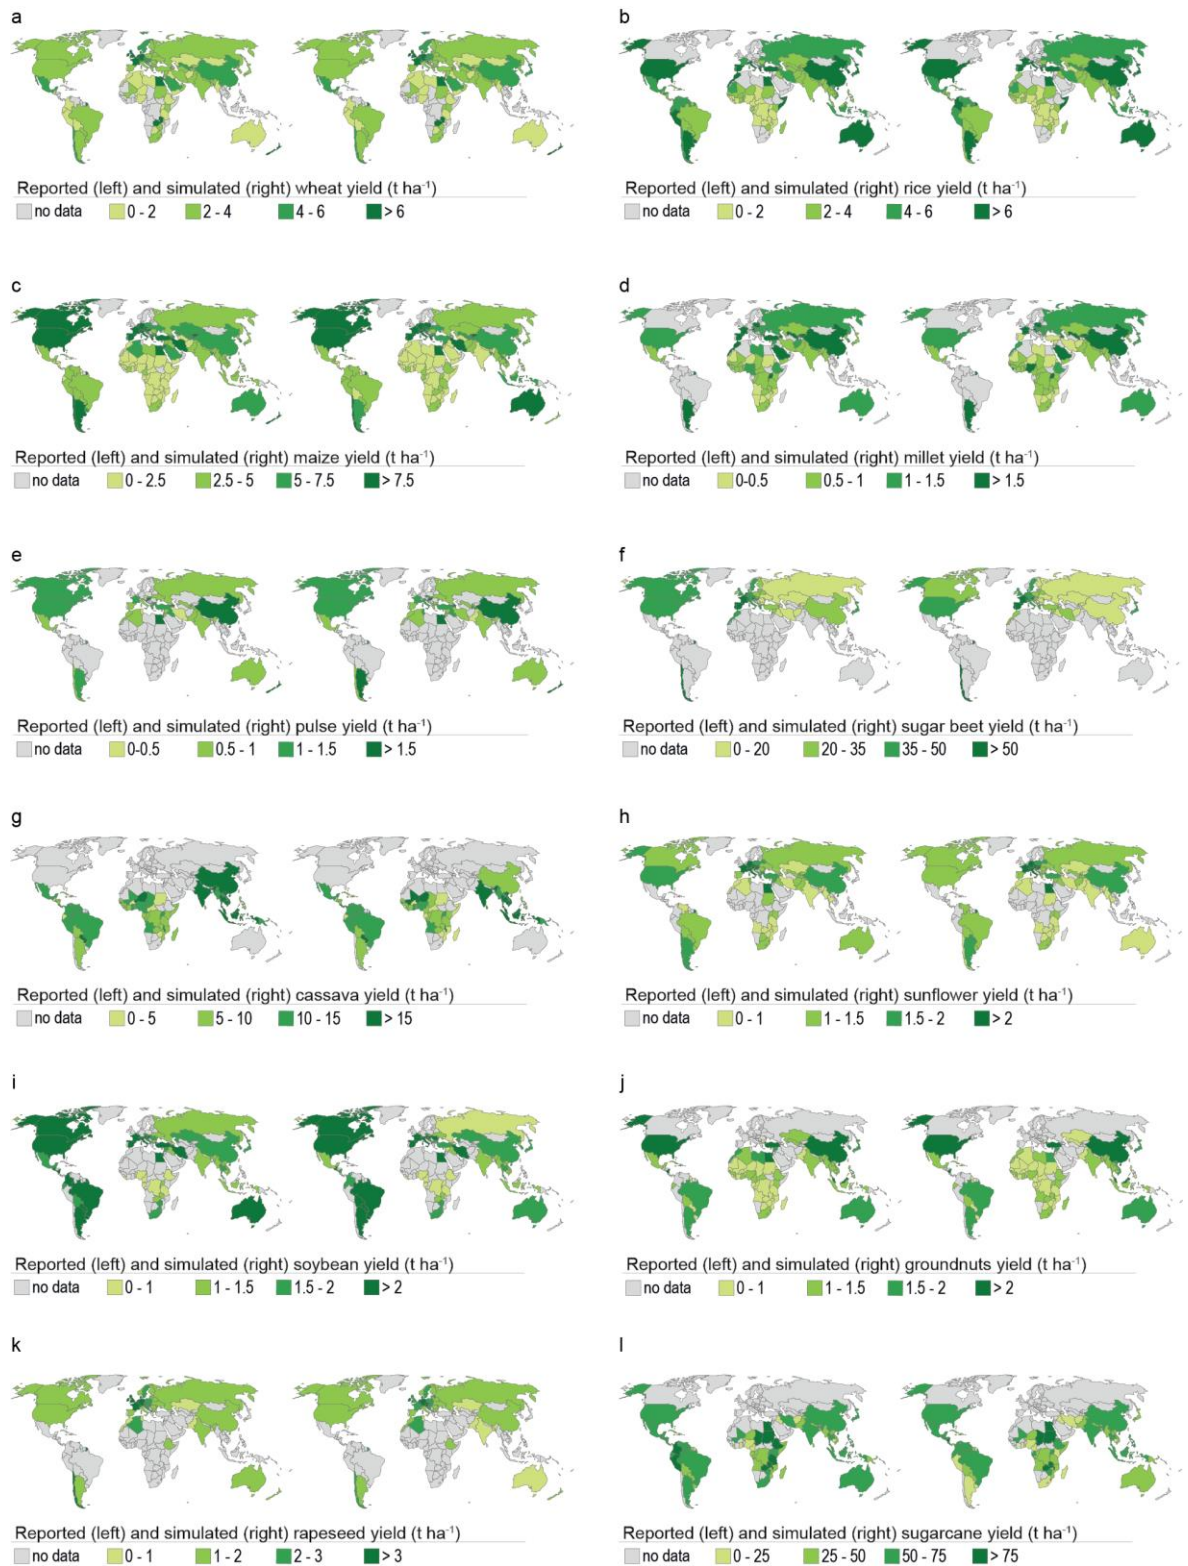 a
b
Reported (left) and simulated (right) wheat yield (t ha⁻¹)
no data 0 - 2 2 - 4 4 - 6 > 6
Reported (left) and simulated (right) rice yield (t ha⁻¹)
no data 0 - 2 2 - 4 4 - 6 > 6
c
d
Reported (left) and simulated (right) maize yield (t ha⁻¹)
no data 0 - 2.5 2.5 - 5 5 - 7.5 > 7.5
Reported (left) and simulated (right) millet yield (t ha⁻¹)
no data 0-0.5 0.5 - 1 1 - 1.5 > 1.5
e
f
Reported (left) and simulated (right) pulse yield (t ha⁻¹)
no data 0-0.5 0.5 - 1 1 - 1.5 > 1.5
Reported (left) and simulated (right) sugar beet yield (t ha⁻¹)
no data 0 - 20 20 - 35 35 - 50 > 50
g
h
Reported (left) and simulated (right) cassava yield (t ha⁻¹)
no data 0 - 5 5 - 10 10 - 15 > 15
Reported (left) and simulated (right) sunflower yield (t ha⁻¹)
no data 0 - 1 1 - 1.5 1.5 - 2 > 2
i
j
Reported (left) and simulated (right) soybean yield (t ha⁻¹)
no data 0 - 1 1 - 1.5 1.5 - 2 > 2
Reported (left) and simulated (right) groundnuts yield (t ha⁻¹)
no data 0 - 1 1 - 1.5 1.5 - 2 > 2
k
l
Reported (left) and simulated (right) rapeseed yield (t ha⁻¹)
no data 0 - 1 1 - 2 2 - 3 > 3
Reported (left) and simulated (right) sugarcane yield (t ha⁻¹)
no data 0 - 25 25 - 50 50 - 75 > 75